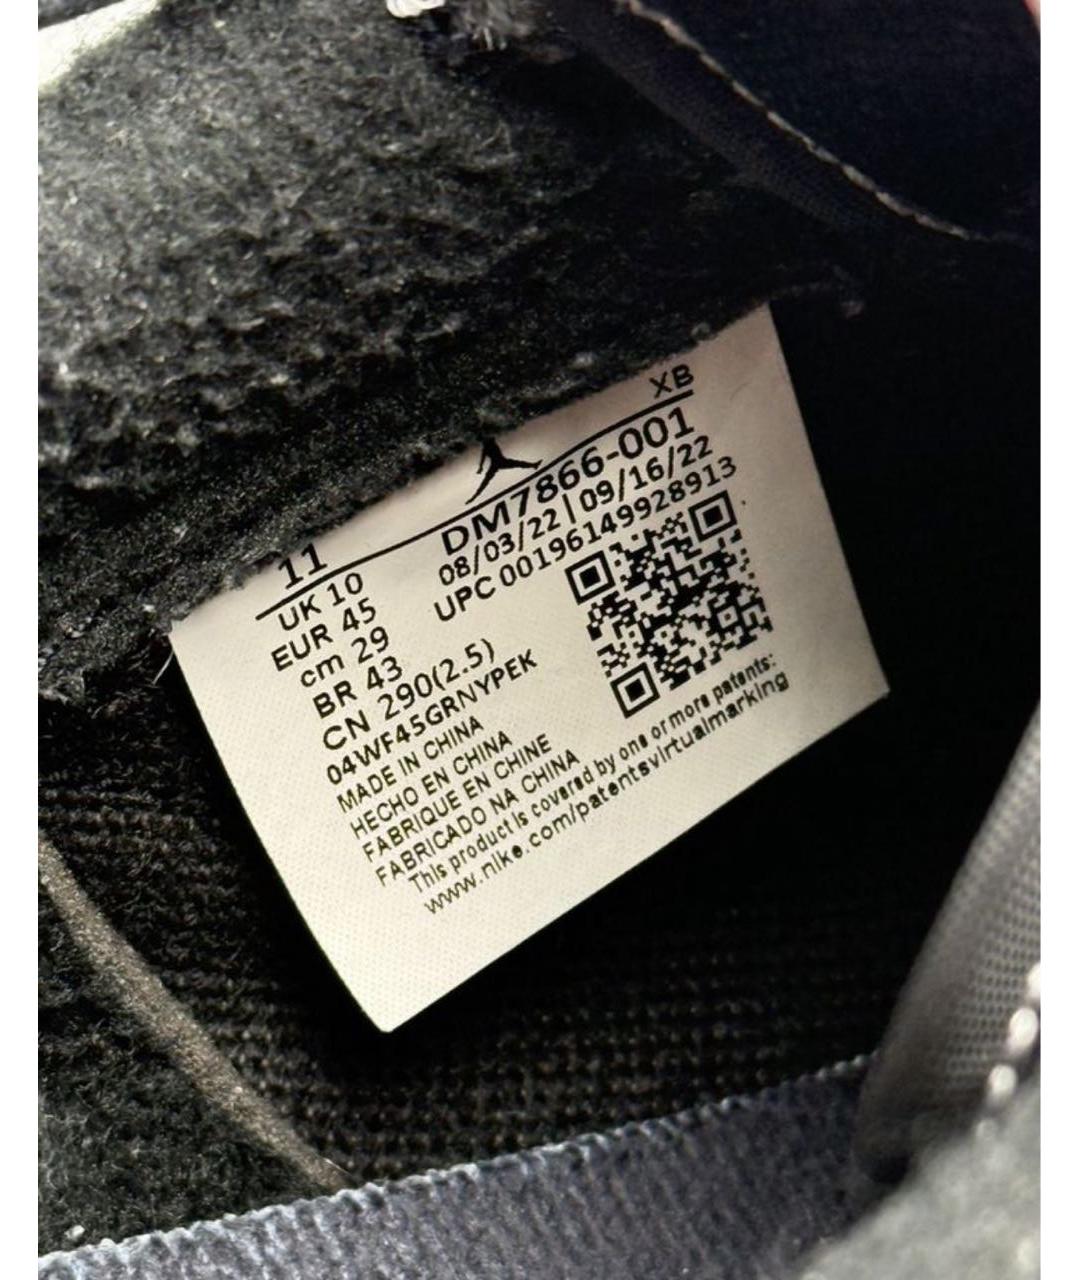 XB
11
DM7866-001
08/03/22 | 09/16/22
UPC 00196149928913
UK 10
EUR 45
cm 29
BR 43
CN 290(2.5)
04WF45GRNYPEK
MADE IN CHINA
HECHO EN CHINA
FABRIQUE EN CHINE
FABRICADO NA CHINA
This product is covered by one or more patents:
www.nike.com/patentsvirtualmarking